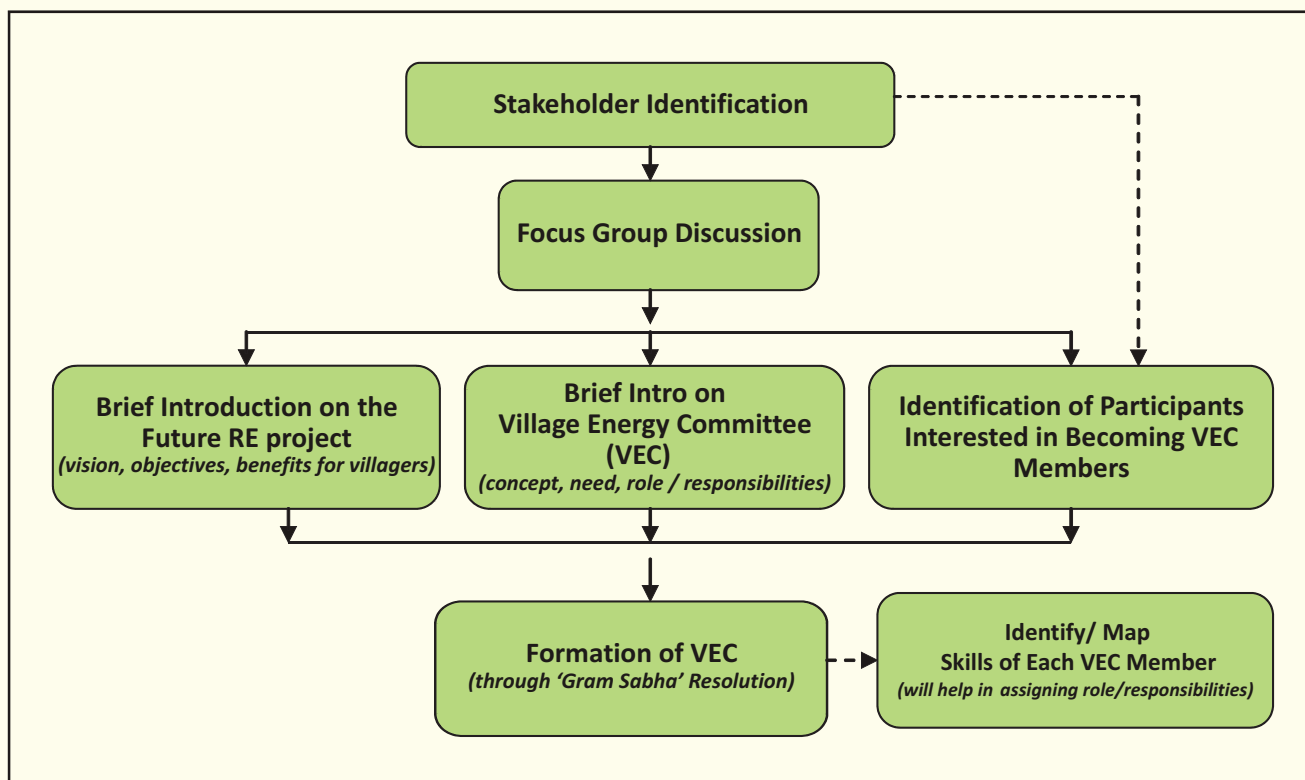 Stakeholder Identification
Focus Group Discussion
Brief Introduction on the
Future RE project
(vision, objectives, benefits for villagers)
Brief Intro on
Village Energy Committee
(VEC)
(concept, need, role / responsibilities)
Identification of Participants
Interested in Becoming VEC
Members
Formation of VEC
(through ‘Gram Sabha’ Resolution)
Identify/ Map
Skills of Each VEC Member
(will help in assigning role/responsibilities)